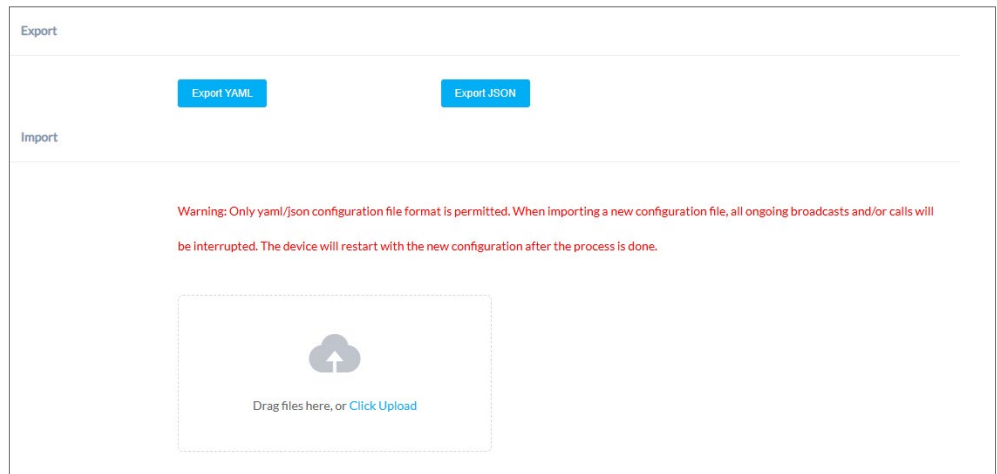 Export
Export YAML
Export JSON
Import
Warning: Only yaml/json configuration file format is permitted. When importing a new configuration file, all ongoing broadcasts and/or calls will
be interrupted. The device will restart with the new configuration after the process is done.
Drag files here, or Click Upload